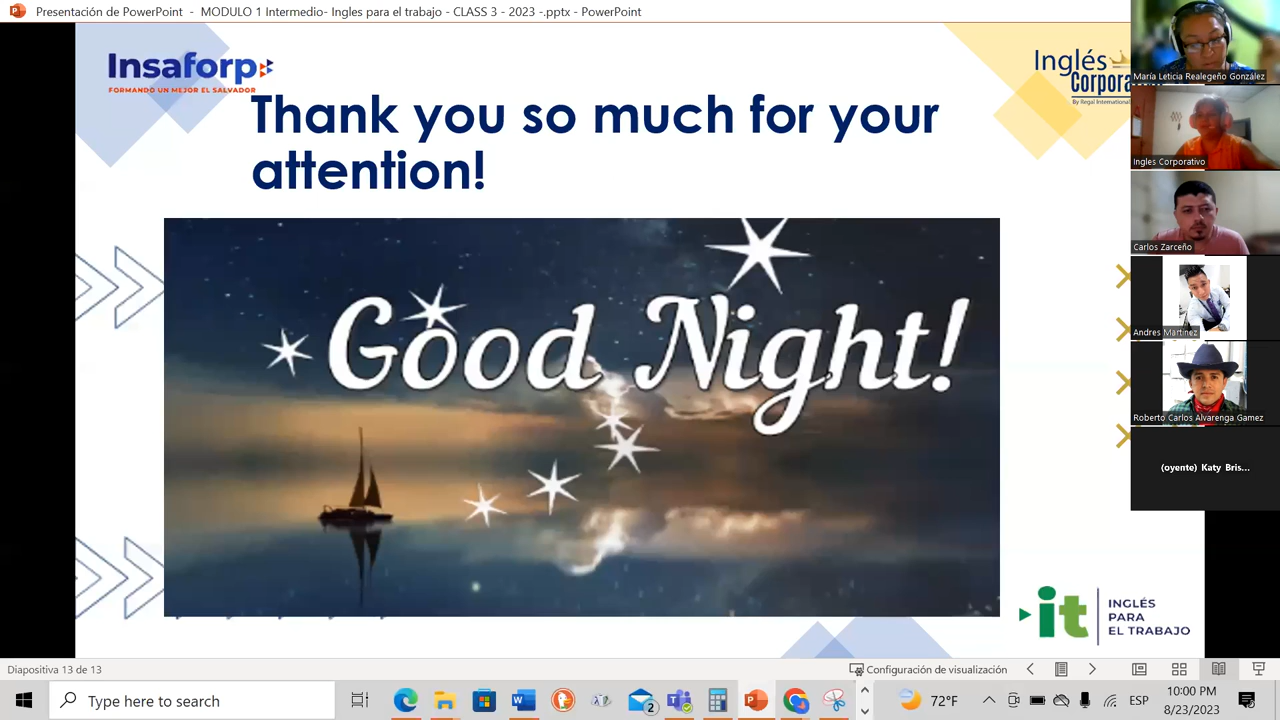 Presentación de PowerPoint - MODULO 1 Intermedio- Ingles para el trabajo - CLASS 3 - 2023 -.pptx - PowerPoint
Insaforp
FORMANDO UN MEJOR EL SALVADOR
Inglés
By Regal International
Thank you so much for your
attention!
Good Night!
María Leticia Realegeño González
Ingles Corporativo
Carlos Zarceño
Andres Martinez
Roberto Carlos Alvarenga Gamez
(oyente) Katy Bris...
it
INGLÉS
PARA
EL TRABAJO
Diapositiva 13 de 13
Configuración de visualización
Type here to search
2
72°F
ESP
10:00 PM
8/23/2023